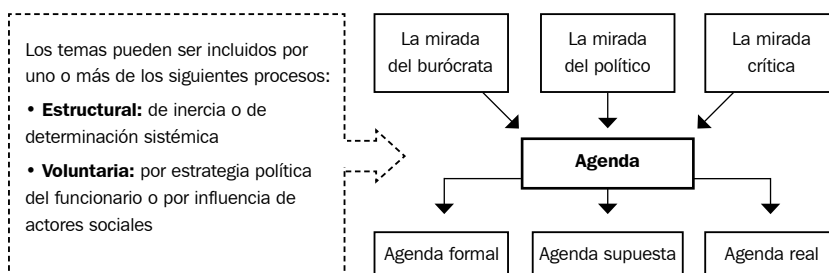 Los temas pueden ser incluidos por
uno o más de los siguientes procesos:
• Estructural: de inercia o de
determinación sistémica
• Voluntaria: por estrategia política
del funcionario o por influencia de
actores sociales
La mirada
del burócrata
La mirada
del político
La mirada
crítica
Agenda
Agenda formal
Agenda supuesta
Agenda real